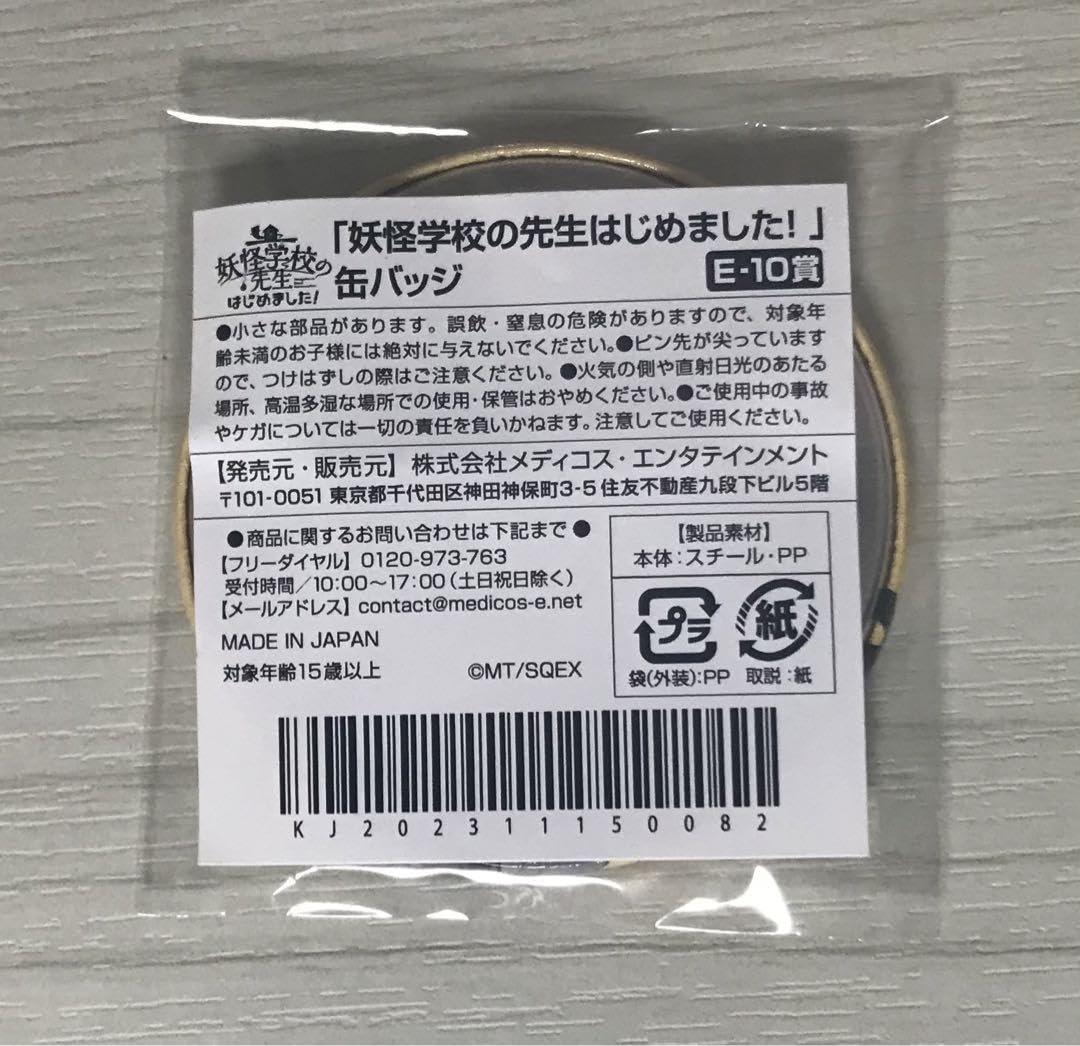 妖怪学校の
先生
はじめました!
「妖怪学校の先生はじめました!」
缶バッジ
E-10賞
●小さな部品があります。誤飲・窒息の危険がありますので、対象年
齢未満のお子様には絶対に与えないでください。●ピン先が尖っています
ので、つけはずしの際はご注意ください。●火気の側や直射日光のあたる
場所、高温多湿な場所での使用・保管はおやめください。●ご使用中の事故
やケガについては一切の責任を負いかねます。注意してご使用ください。
【発売元・販売元】株式会社メディコス・エンタテインメント
〒101-0051 東京都千代田区神田神保町3-5 住友不動産九段下ビル5階
●商品に関するお問い合わせは下記まで●
【フリーダイヤル】0120-973-763
受付時間/10:00~17:00(土日祝日除く)
【メールアドレス】contact@medicos-e.net
MADE IN JAPAN
対象年齢15歳以上
©MT/SQEX
【製品素材】
本体:スチール・PP
プラ
紙
袋(外装):PP
取説:紙
KJ202311150082